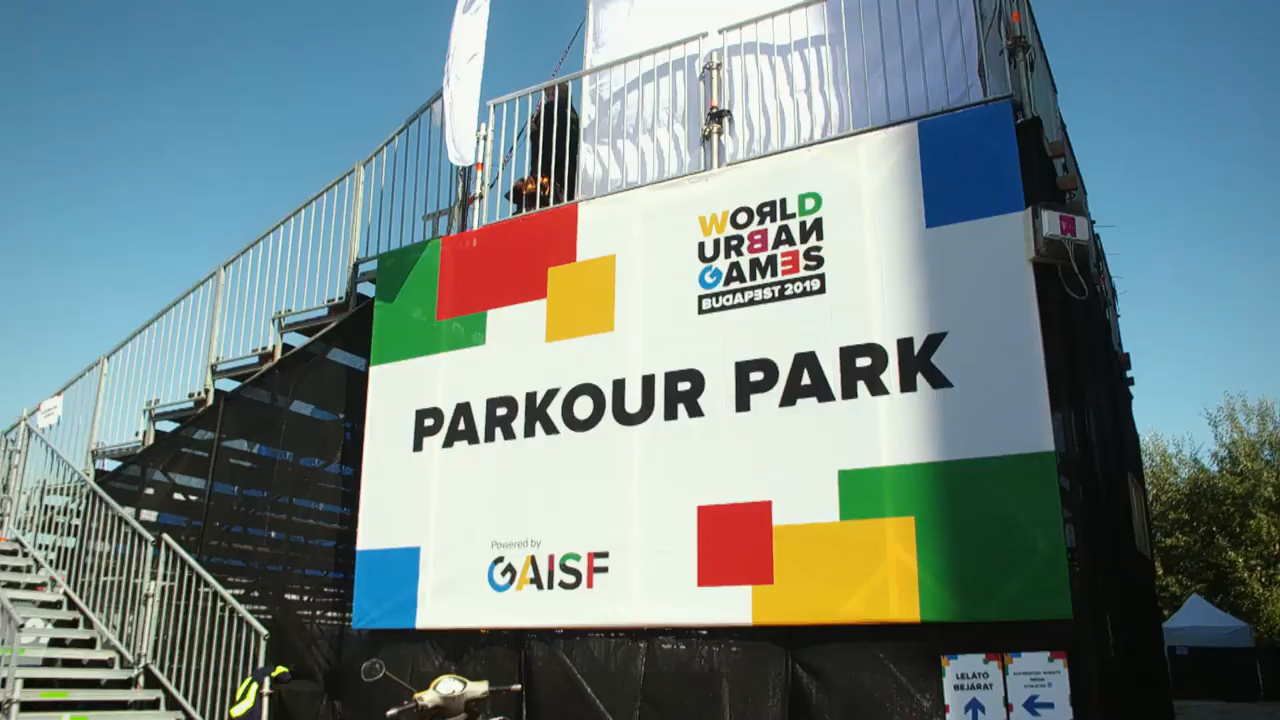 WORLD
URBAN
GAMES
BUDAPEST 2019
PARKOUR PARK
Powered by
GAISF
LELÁTÓ
BEJÁRAT